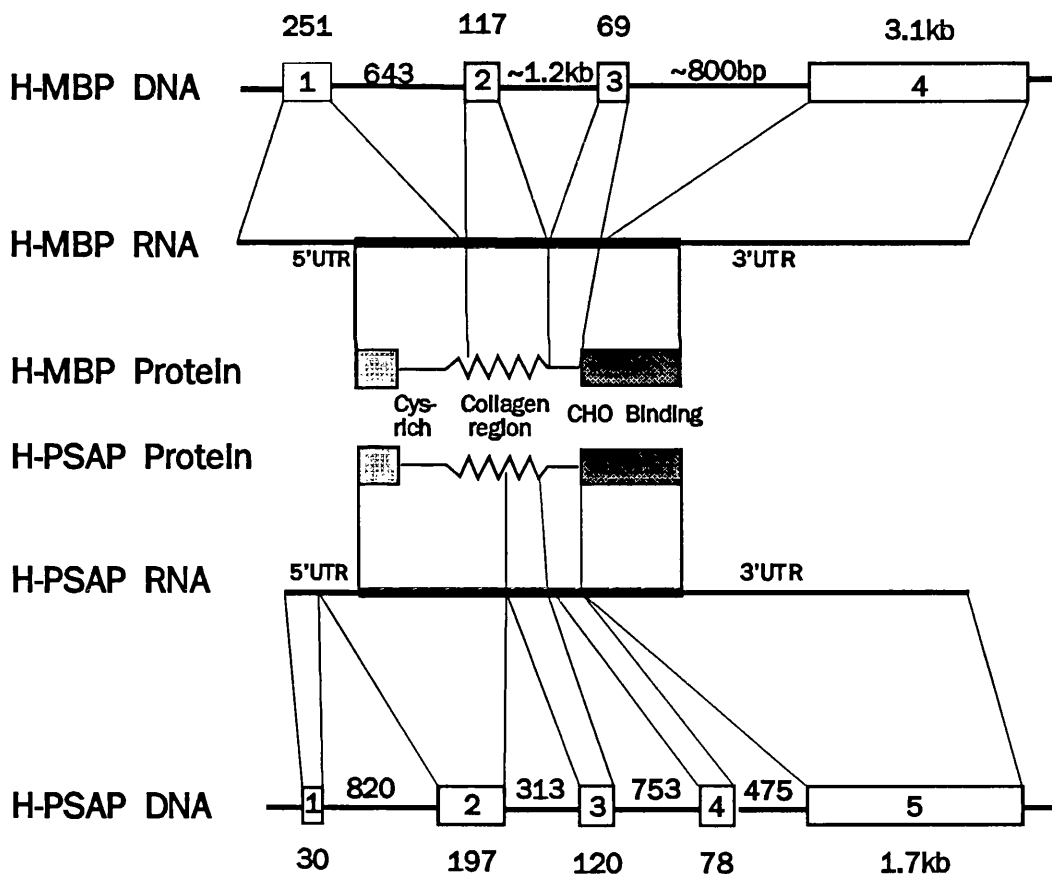 251 117 69 3.1kb
H-MBP DNA 1 643 2 ~1.2kb 3 ~800bp 4
H-MBP RNA
5'UTR 3'UTR
H-MBP Protein
Cys-rich Collagen region CHO Binding
H-PSAP Protein
H-PSAP RNA 5'UTR 3'UTR
H-PSAP DNA 1 820 2 313 3 753 4 475 5
30 197 120 78 1.7kb